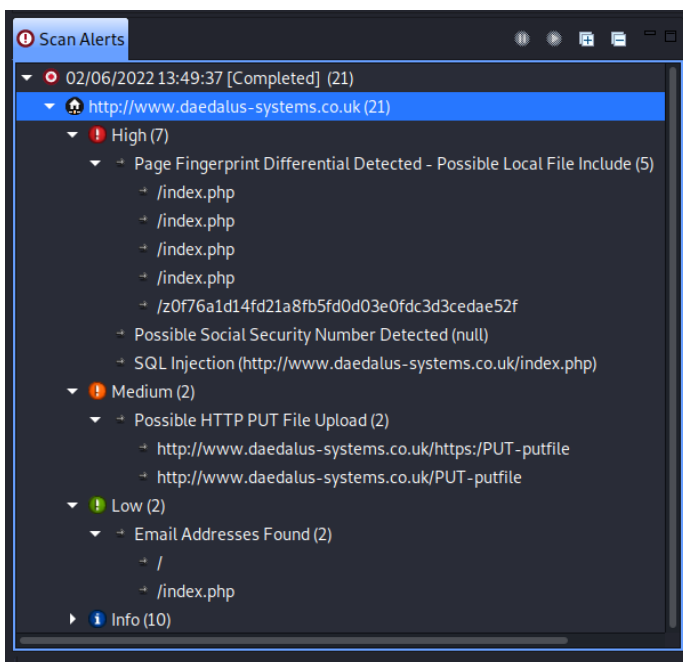 Scan Alerts
02/06/2022 13:49:37 [Completed] (21)
http://www.daedalus-systems.co.uk (21)
High (7)
Page Fingerprint Differential Detected - Possible Local File Include (5)
/index.php
/index.php
/index.php
/index.php
/z0f76a1d14fd21a8fb5fd0d03e0fdc3d3cedae52f
Possible Social Security Number Detected (null)
SQL Injection (http://www.daedalus-systems.co.uk/index.php)
Medium (2)
Possible HTTP PUT File Upload (2)
http://www.daedalus-systems.co.uk/https:/PUT-putfile
http://www.daedalus-systems.co.uk/PUT-putfile
Low (2)
Email Addresses Found (2)
/
/index.php
Info (10)